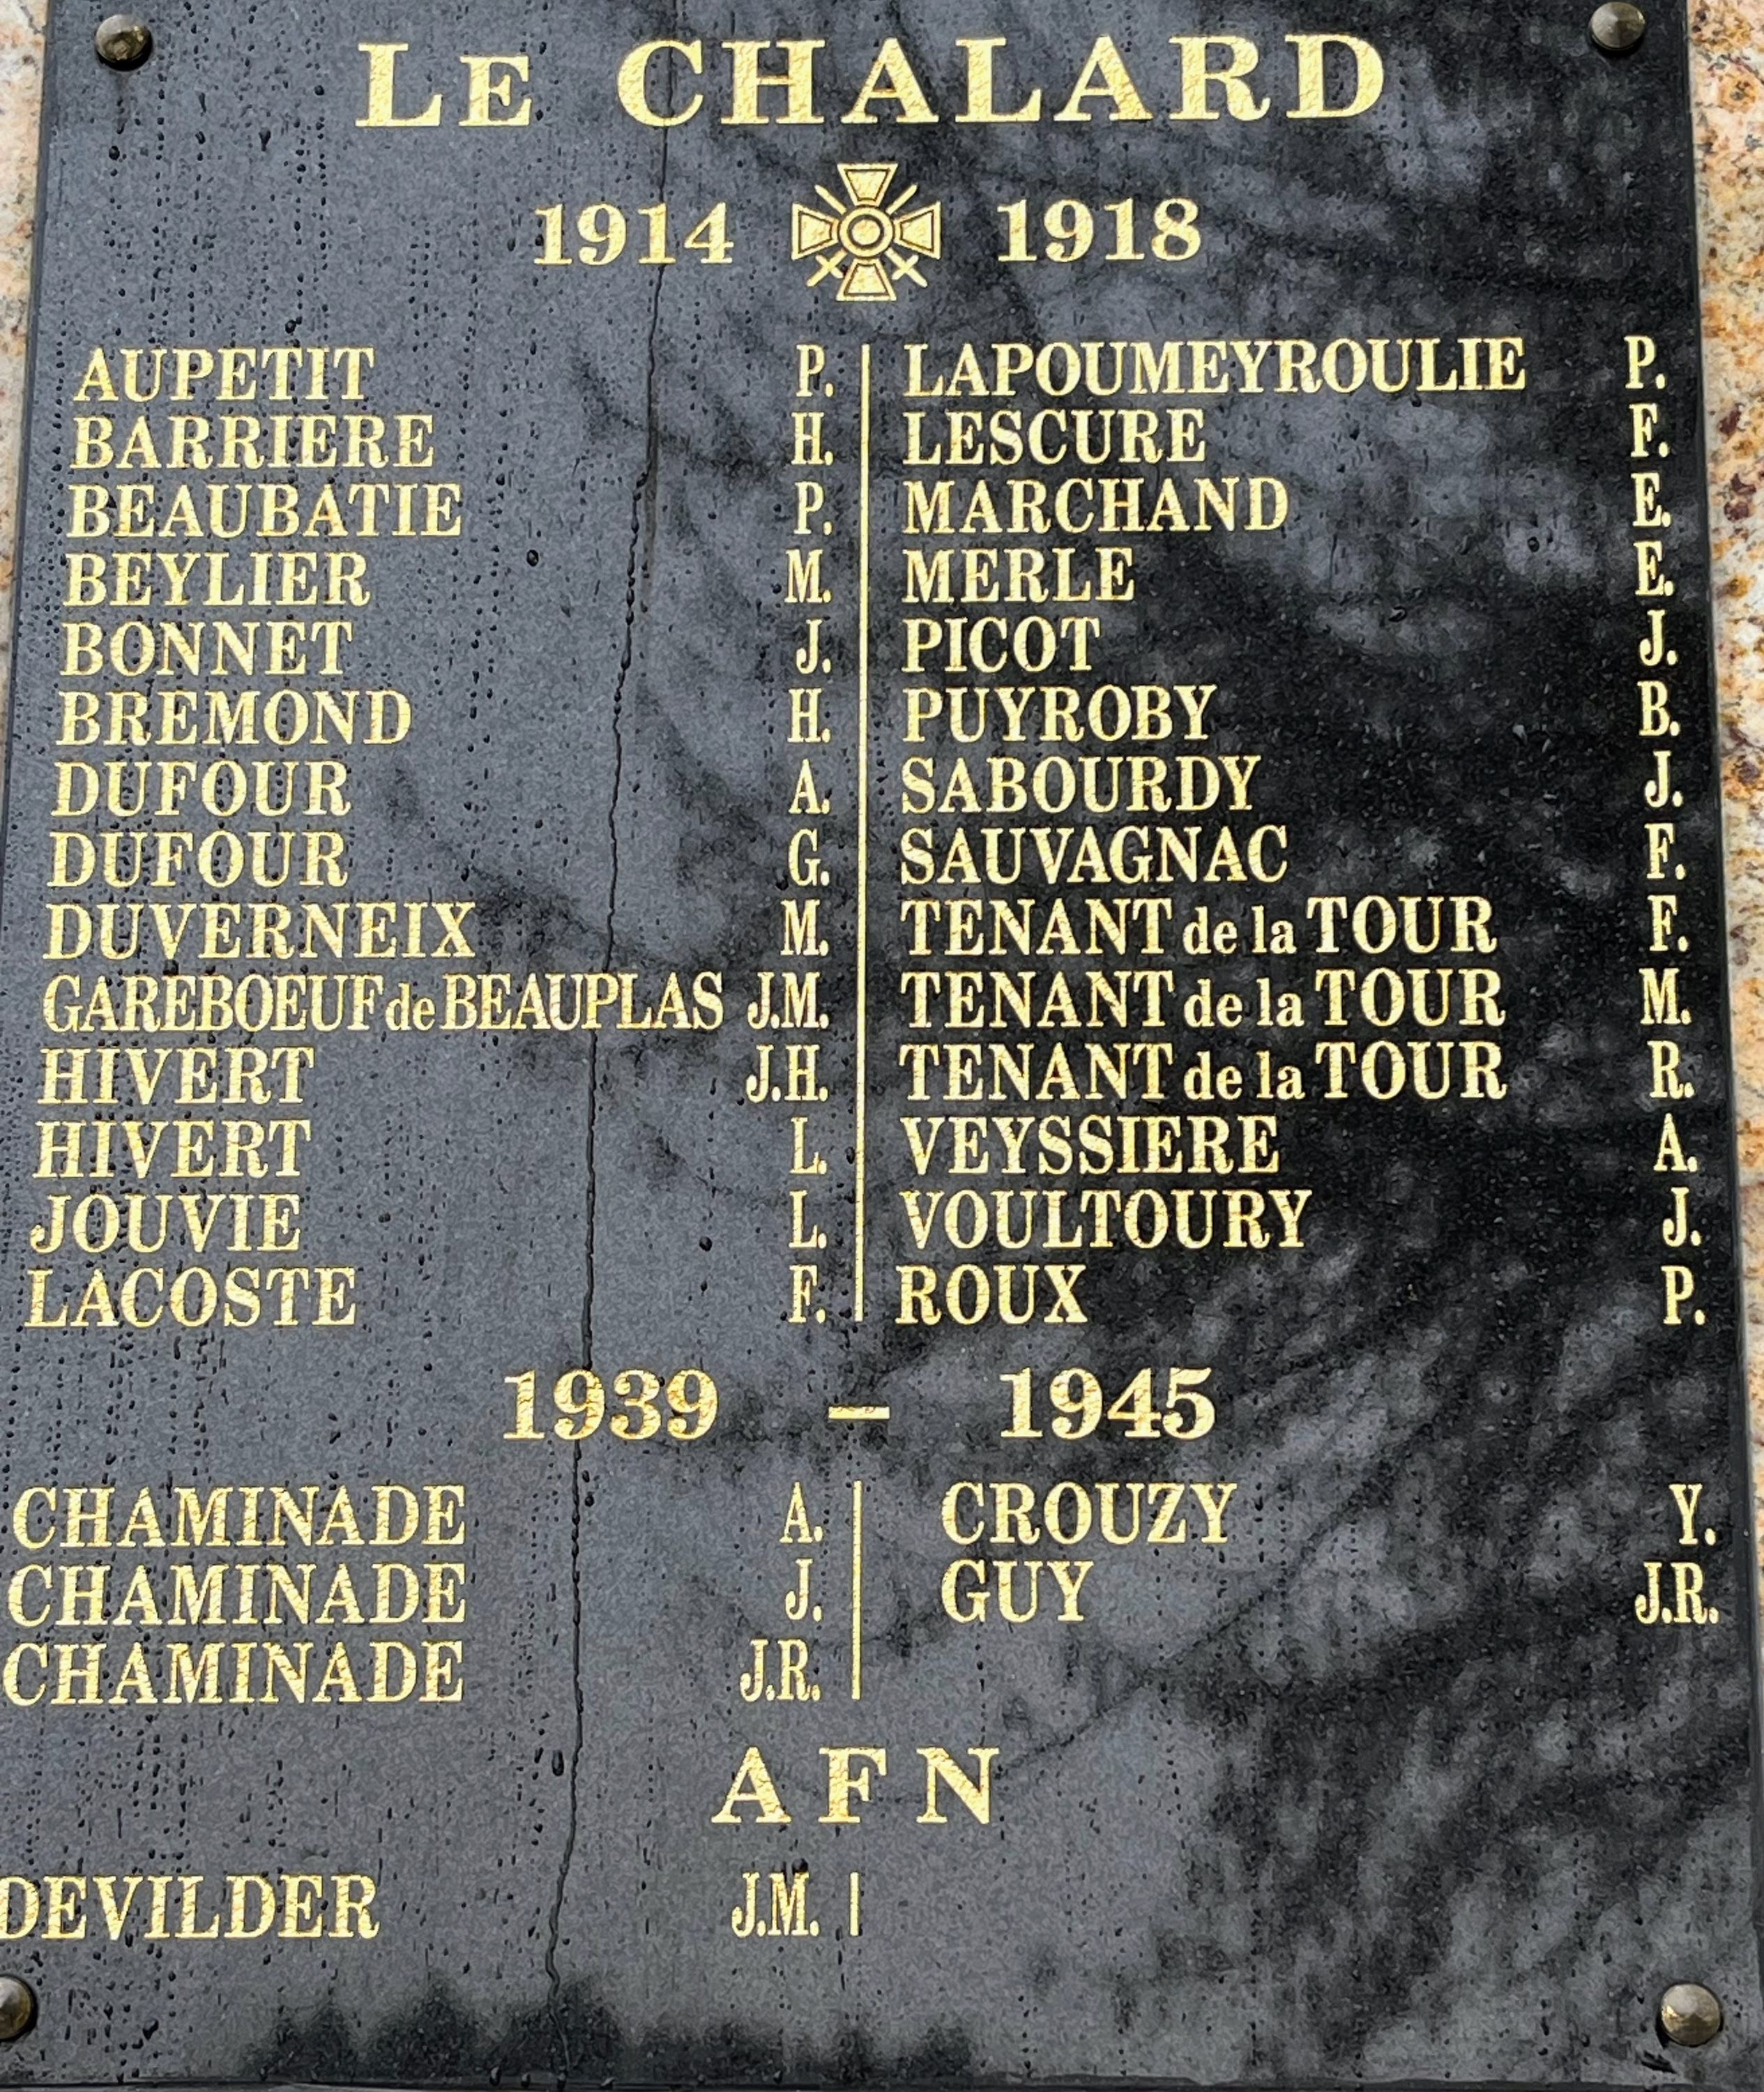 LE CHALARD
1914 1918
AUPETIT P.
BARRIERE H.
BEAUBATIE P.
BEYLIER M.
BONNET J.
BREMOND H.
DUFOUR A.
DUFOUR G.
DUVERNEIX M.
GAREBOEUF de BEAUPLAS J.M.
HIVERT J.H.
HIVERT L.
JOUVIE L.
LACOSTE F.
LAPOUMEYROULIE P.
LESCURE F.
MARCHAND E.
MERLE E.
PICOT J.
PUYROBY B.
SABOURDY J.
SAUVAGNAC F.
TENANT de la TOUR F.
TENANT de la TOUR M.
TENANT de la TOUR R.
VEYSSIERE A.
VOULTOURY J.
ROUX P.
1939 — 1945
CHAMINADE A.
CHAMINADE J.
CHAMINADE J.R.
CROUZY Y.
GUY J.R.
AFN
DEVILDER J.M.